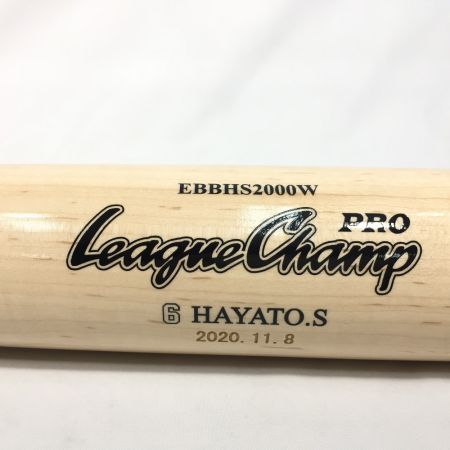 EBBHS2000W
PRO
League Champ
6 HAYATO.S
2020.11.8